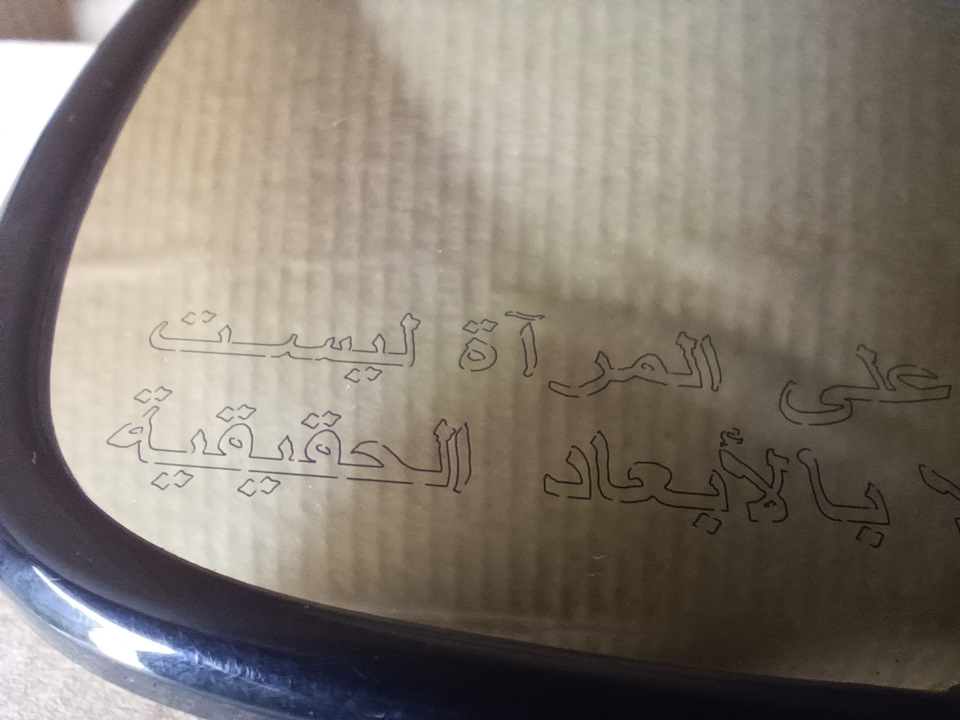 على المرآة ليست
بالأبعاد الحقيقية